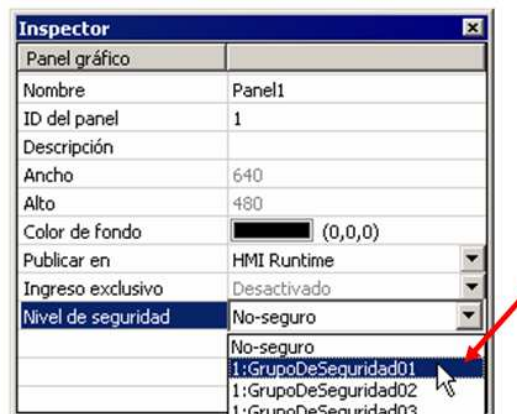 Inspector
Panel gráfico
Nombre Panel1
ID del panel 1
Descripción
Ancho 640
Alto 480
Color de fondo (0,0,0)
Publicar en HMI Runtime
Ingreso exclusivo Desactivado
Nivel de seguridad No-seguro
No-seguro
1:GrupoDeSeguridad01
1:GrupoDeSeguridad02
1:GrupoDeSeguridad03